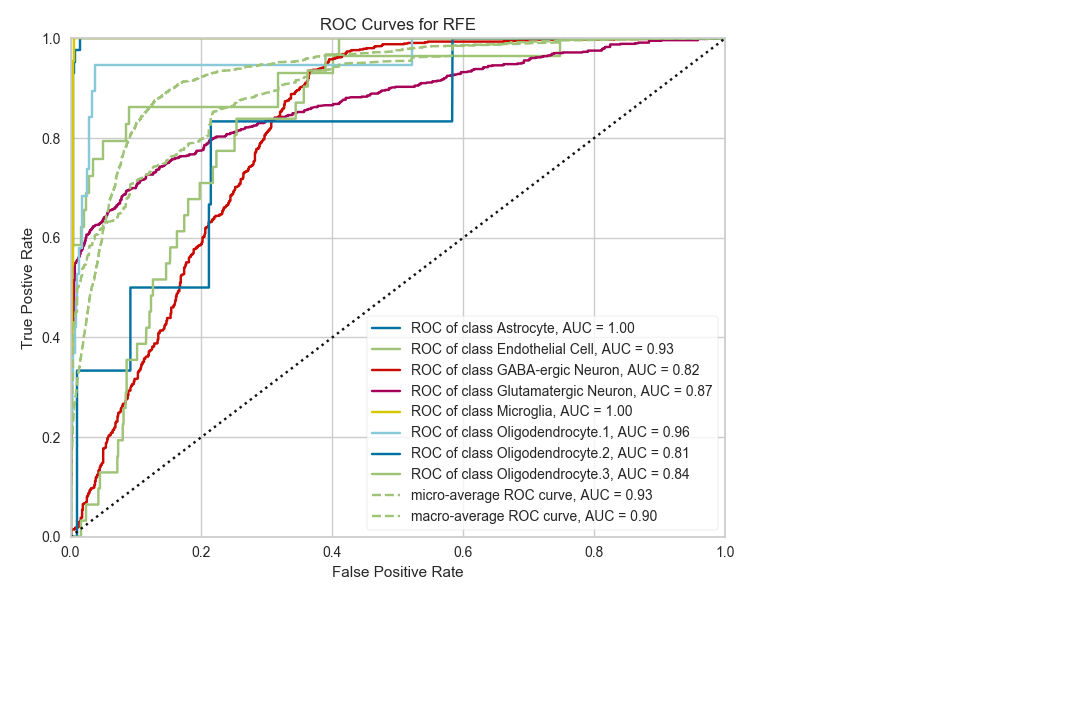 ROC Curves for RFE
True Postive Rate
1.0
0.8
0.6
0.4
0.2
0.0
0.0 0.2 0.4 0.6 0.8 1.0
False Positive Rate
ROC of class Astrocyte, AUC = 1.00
ROC of class Endothelial Cell, AUC = 0.93
ROC of class GABA-ergic Neuron, AUC = 0.82
ROC of class Glutamatergic Neuron, AUC = 0.87
ROC of class Microglia, AUC = 1.00
ROC of class Oligodendrocyte.1, AUC = 0.96
ROC of class Oligodendrocyte.2, AUC = 0.81
ROC of class Oligodendrocyte.3, AUC = 0.84
micro-average ROC curve, AUC = 0.93
macro-average ROC curve, AUC = 0.90